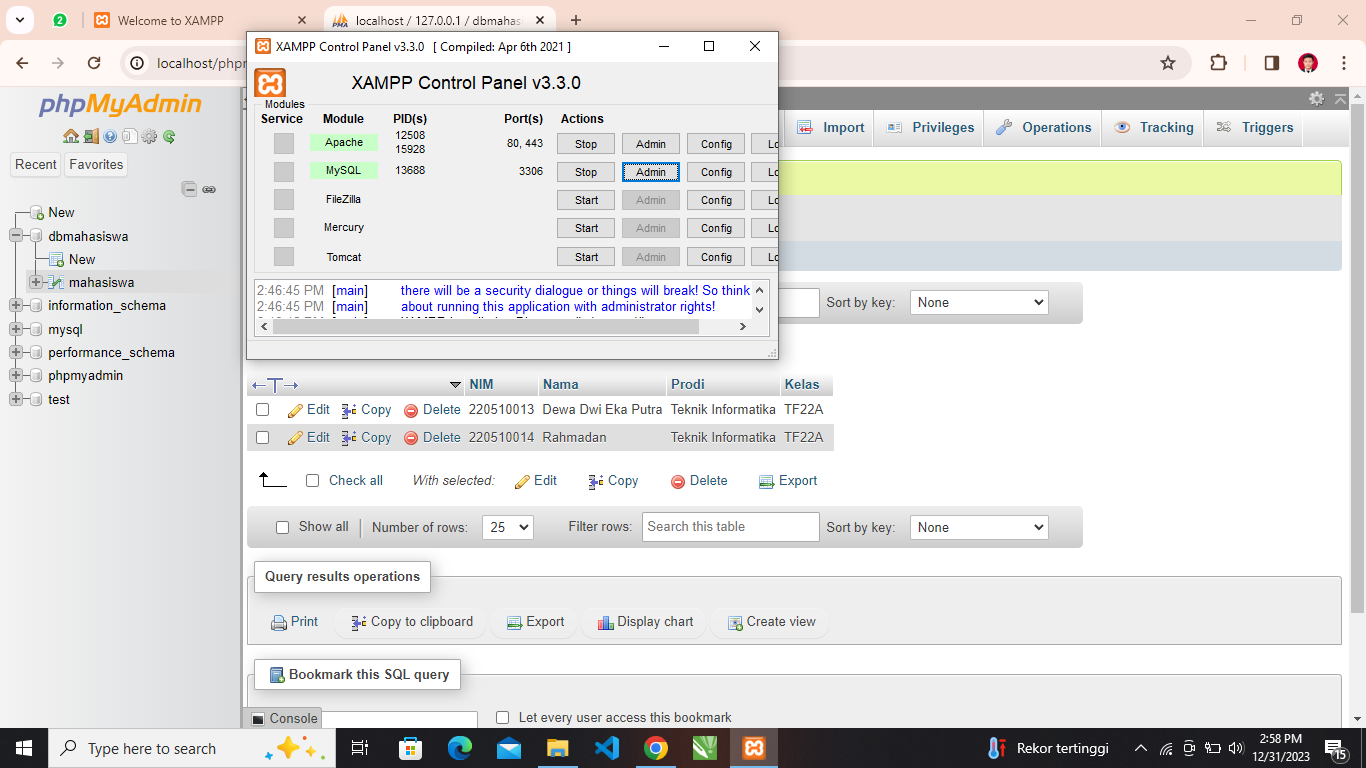 2
Welcome to XAMPP
localhost / 127.0.0.1 / dbmahas
XAMPP Control Panel v3.3.0 [ Compiled: Apr 6th 2021 ]
localhost/phpm
XAMPP Control Panel v3.3.0
Modules
Service Module PID(s) Port(s) Actions
Apache 12508 15928 80, 443 Stop Admin Config Lo
MySQL 13688 3306 Stop Admin Config Lo
FileZilla Start Admin Config Lo
Mercury Start Admin Config Lo
Tomcat Start Admin Config Lo
2:46:45 PM [main] there will be a security dialogue or things will break! So think
2:46:45 PM [main] about running this application with administrator rights!
phpMyAdmin
Recent Favorites
New
dbmahasiswa
New
mahasiswa
information_schema
mysql
performance_schema
phpmyadmin
test
Import Privileges Operations Tracking Triggers
Sort by key: None
NIM Nama Prodi Kelas
Edit Copy Delete 220510013 Dewa Dwi Eka Putra Teknik Informatika TF22A
Edit Copy Delete 220510014 Rahmadan Teknik Informatika TF22A
Check all With selected: Edit Copy Delete Export
Show all Number of rows: 25 Filter rows: Search this table Sort by key: None
Query results operations
Print Copy to clipboard Export Display chart Create view
Bookmark this SQL query
Console
Let every user access this bookmark
Type here to search
Rekor tertinggi
2:58 PM
12/31/2023
15